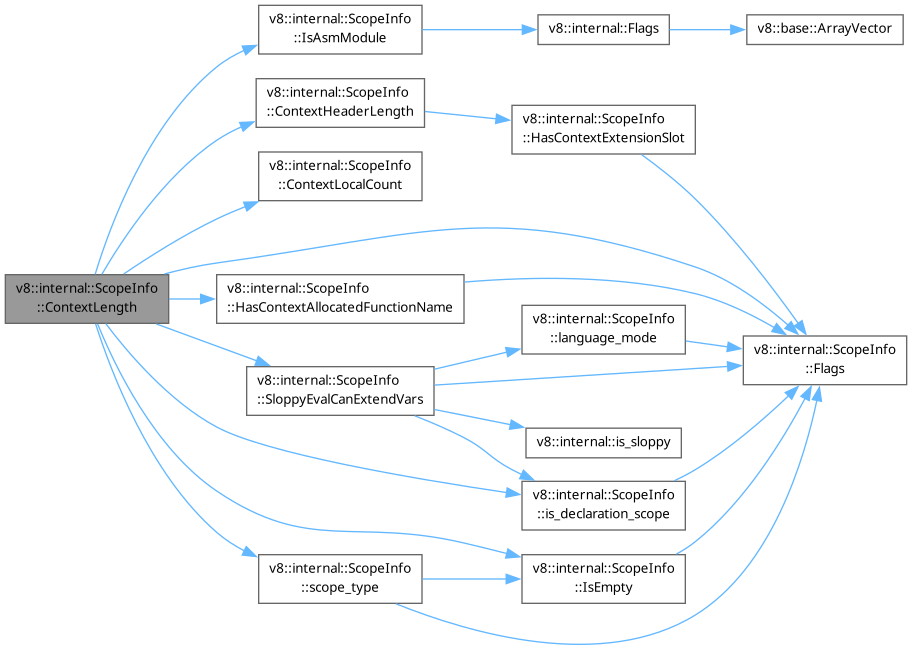 v8::internal::ScopeInfo
::IsAsmModule
v8::internal::Flags
v8::base::ArrayVector
v8::internal::ScopeInfo
::ContextHeaderLength
v8::internal::ScopeInfo
::HasContextExtensionSlot
v8::internal::ScopeInfo
::ContextLocalCount
v8::internal::ScopeInfo
::ContextLength
v8::internal::ScopeInfo
::HasContextAllocatedFunctionName
v8::internal::ScopeInfo
::language_mode
v8::internal::ScopeInfo
::Flags
v8::internal::ScopeInfo
::SloppyEvalCanExtendVars
v8::internal::is_sloppy
v8::internal::ScopeInfo
::is_declaration_scope
v8::internal::ScopeInfo
::scope_type
v8::internal::ScopeInfo
::IsEmpty